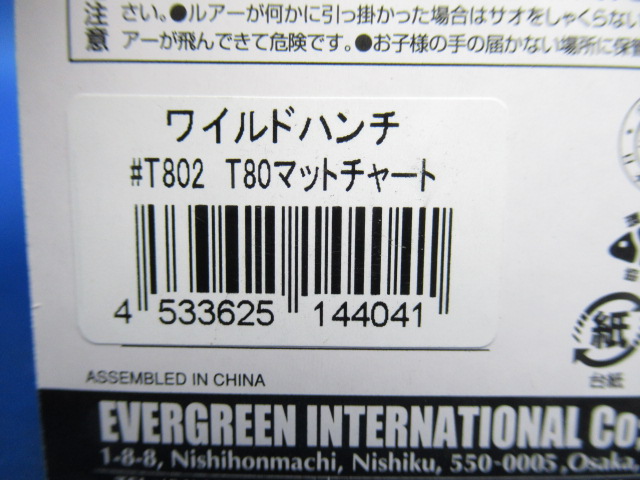 注意
さい。●ルアーが何かに引っ掛かった場合はサオをしゃくらない
アーが飛んできて危険です。●お子様の手の届かない場所に保管
ワイルドハンチ
#T802 T80マットチャート
4 533625 144041
紙
台紙
ASSEMBLED IN CHINA
EVERGREEN INTERNATIONAL Co.
1-8-8, Nishihonmachi, Nishiku, 550-0005, Osaka,